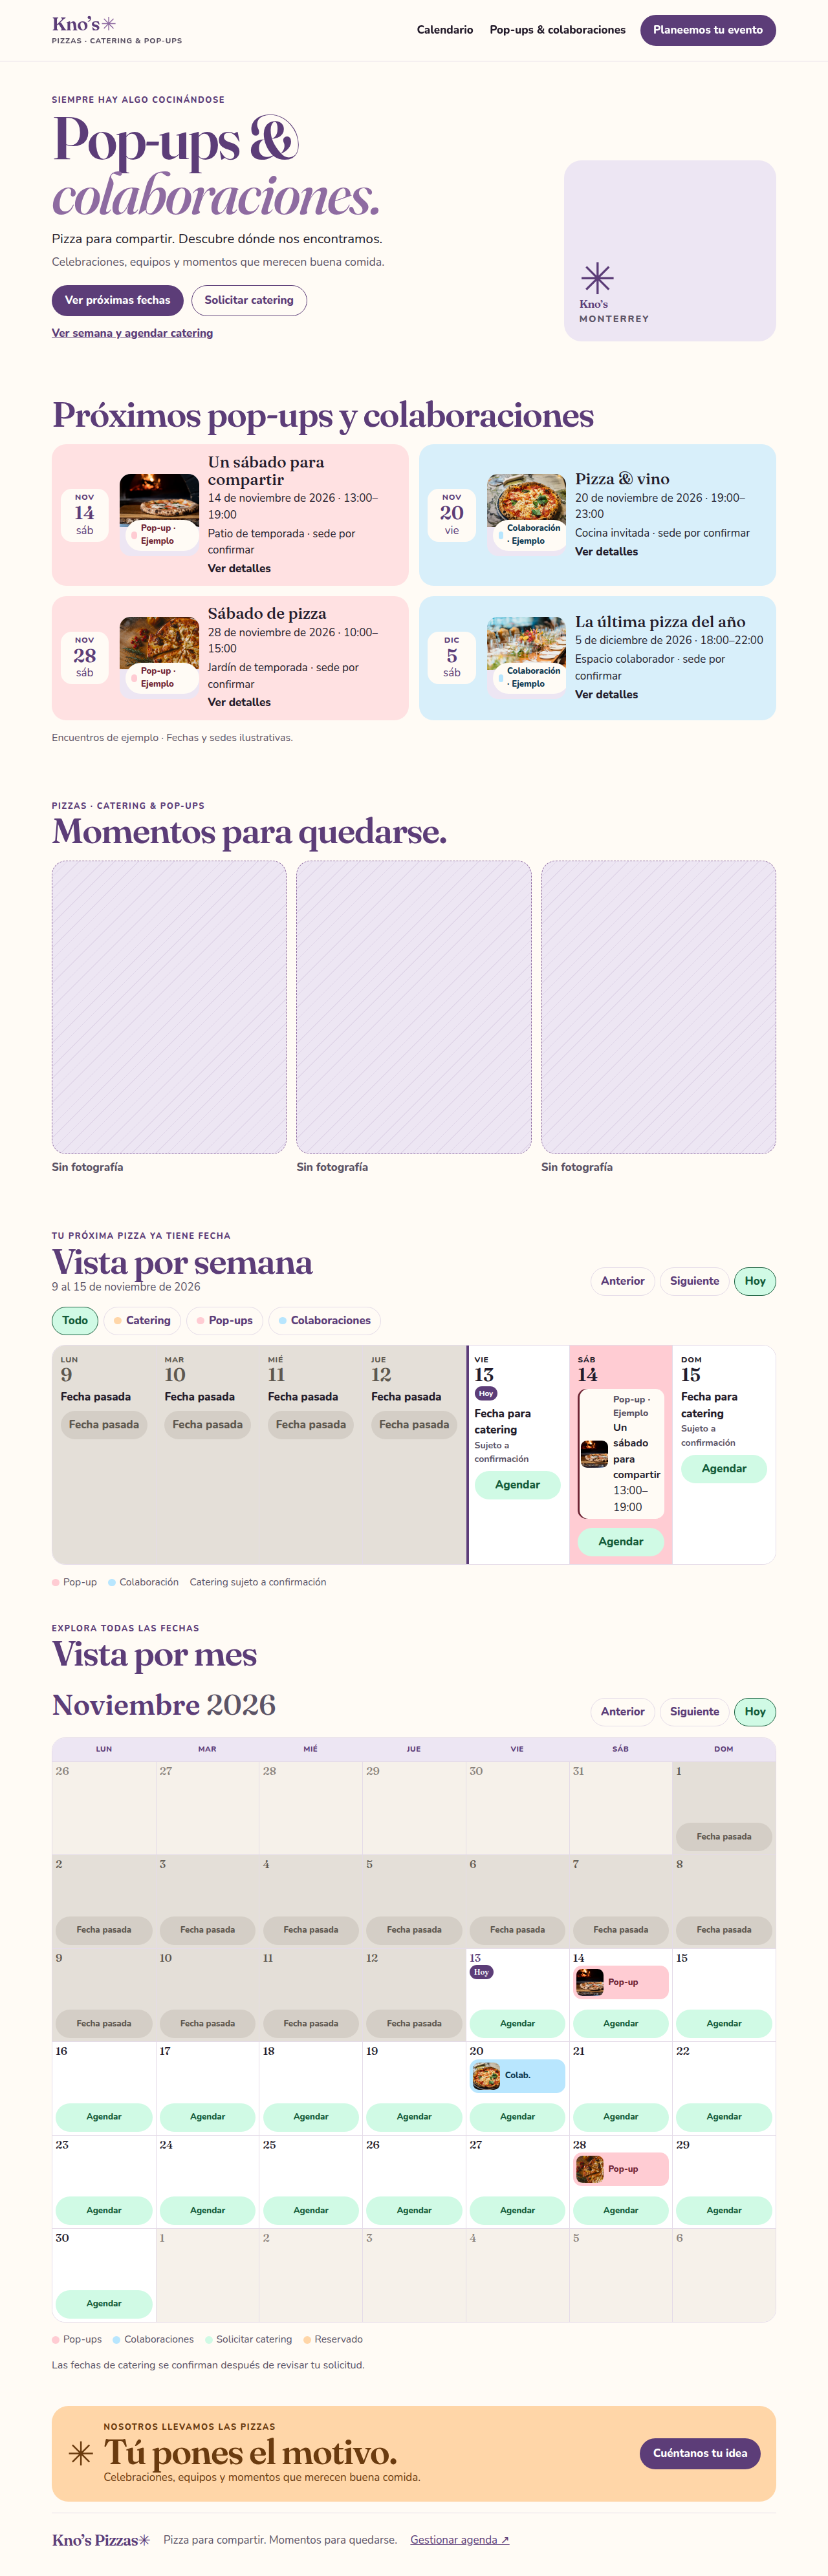 Kno's
PIZZAS · CATERING & POP-UPS
Calendario
Pop-ups & colaboraciones
Planeemos tu evento
SIEMPRE HAY ALGO COCINÁNDOSE
Pop-ups &
colaboraciones.
Pizza para compartir. Descubre dónde nos encontramos.
Celebraciones, equipos y momentos que merecen buena comida.
Ver próximas fechas
Solicitar catering
Ver semana y agendar catering
Kno's
MONTERREY
Próximos pop-ups y colaboraciones
NOV
14
sáb
Pop-up ·
Ejemplo
Un sábado para
compartir
14 de noviembre de 2026 · 13:00–
19:00
Patio de temporada · sede por
confirmar
Ver detalles
NOV
20
vie
Colaboración
· Ejemplo
Pizza & vino
20 de noviembre de 2026 · 19:00–
23:00
Cocina invitada · sede por confirmar
Ver detalles
NOV
28
sáb
Pop-up ·
Ejemplo
Sábado de pizza
28 de noviembre de 2026 · 10:00–
15:00
Jardín de temporada · sede por
confirmar
Ver detalles
DIC
5
sáb
Colaboración
· Ejemplo
La última pizza del año
5 de diciembre de 2026 · 18:00–22:00
Espacio colaborador · sede por
confirmar
Ver detalles
Encuentros de ejemplo · Fechas y sedes ilustrativas.
PIZZAS · CATERING & POP-UPS
Momentos para quedarse.
Sin fotografía
Sin fotografía
Sin fotografía
TU PRÓXIMA PIZZA YA TIENE FECHA
Vista por semana
9 al 15 de noviembre de 2026
Anterior
Siguiente
Hoy
Todo
Catering
Pop-ups
Colaboraciones
LUN
9
Fecha pasada
Fecha pasada
MAR
10
Fecha pasada
Fecha pasada
MIÉ
11
Fecha pasada
Fecha pasada
JUE
12
Fecha pasada
Fecha pasada
VIE
13
Hoy
Fecha para
catering
Sujeto a
confirmación
Agendar
SÁB
14
Pop-up ·
Ejemplo
Un
sábado
para
compartir
13:00–
19:00
Agendar
DOM
15
Fecha para
catering
Sujeto a
confirmación
Agendar
Pop-up
Colaboración
Catering sujeto a confirmación
EXPLORA TODAS LAS FECHAS
Vista por mes
Noviembre 2026
Anterior
Siguiente
Hoy
LUN
MAR
MIÉ
JUE
VIE
SÁB
DOM
26
27
28
29
30
31
1
Fecha pasada
2
3
4
5
6
7
8
Fecha pasada
Fecha pasada
Fecha pasada
Fecha pasada
Fecha pasada
Fecha pasada
Fecha pasada
9
10
11
12
13
14
15
Hoy
Pop-up
Fecha pasada
Fecha pasada
Fecha pasada
Fecha pasada
Agendar
Agendar
Agendar
16
17
18
19
20
21
22
Colab.
Agendar
Agendar
Agendar
Agendar
Agendar
Agendar
Agendar
23
24
25
26
27
28
29
Pop-up
Agendar
Agendar
Agendar
Agendar
Agendar
Agendar
Agendar
30
1
2
3
4
5
6
Agendar
Pop-ups
Colaboraciones
Solicitar catering
Reservado
Las fechas de catering se confirman después de revisar tu solicitud.
NOSOTROS LLEVAMOS LAS PIZZAS
Tú pones el motivo.
Celebraciones, equipos y momentos que merecen buena comida.
Cuéntanos tu idea
Kno's Pizzas
Pizza para compartir. Momentos para quedarse.
Gestionar agenda ↗